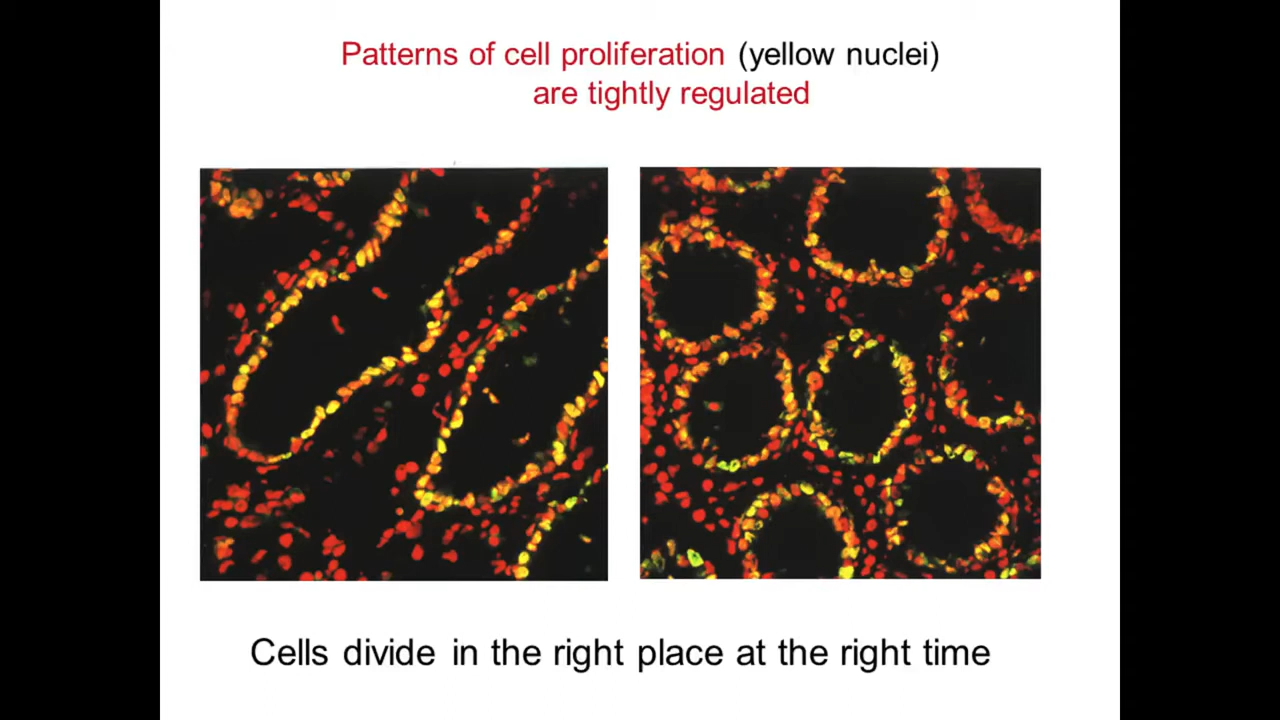 Patterns of cell proliferation (yellow nuclei)
are tightly regulated
Cells divide in the right place at the right time